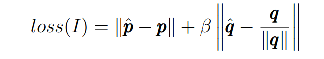 loss(I) = ‖p̂ − p‖ + β ‖q̂ − q/‖q‖‖